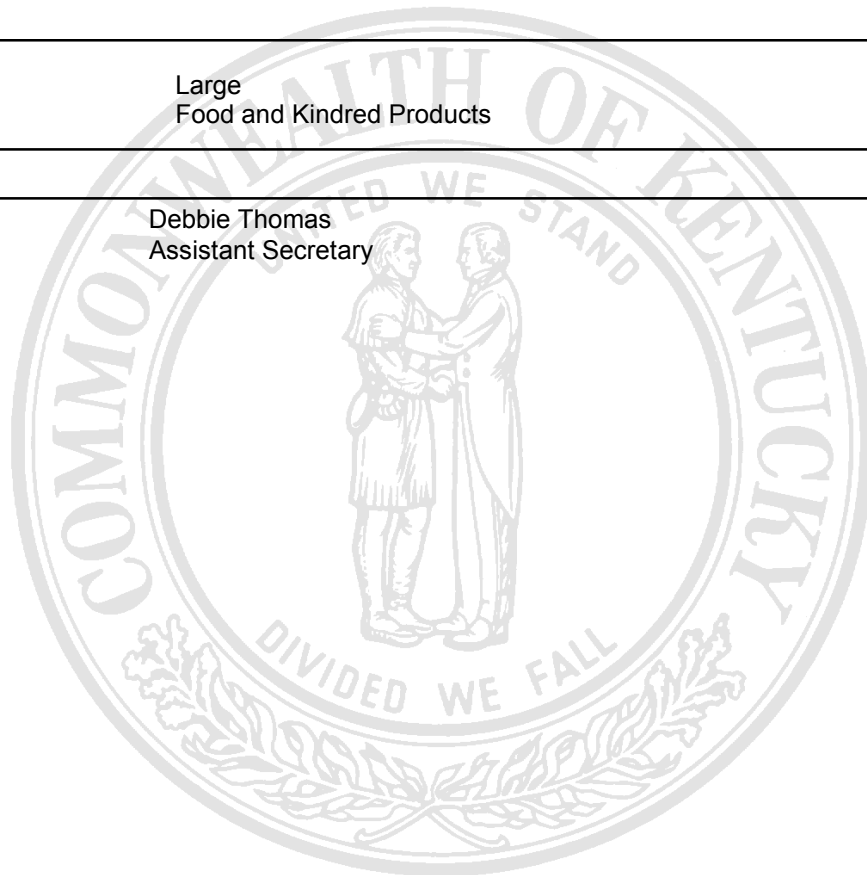 Large
Food and Kindred Products
Debbie Thomas
Assistant Secretary
COMMONWEALTH OF KENTUCKY
UNITED WE STAND
DIVIDED WE FALL